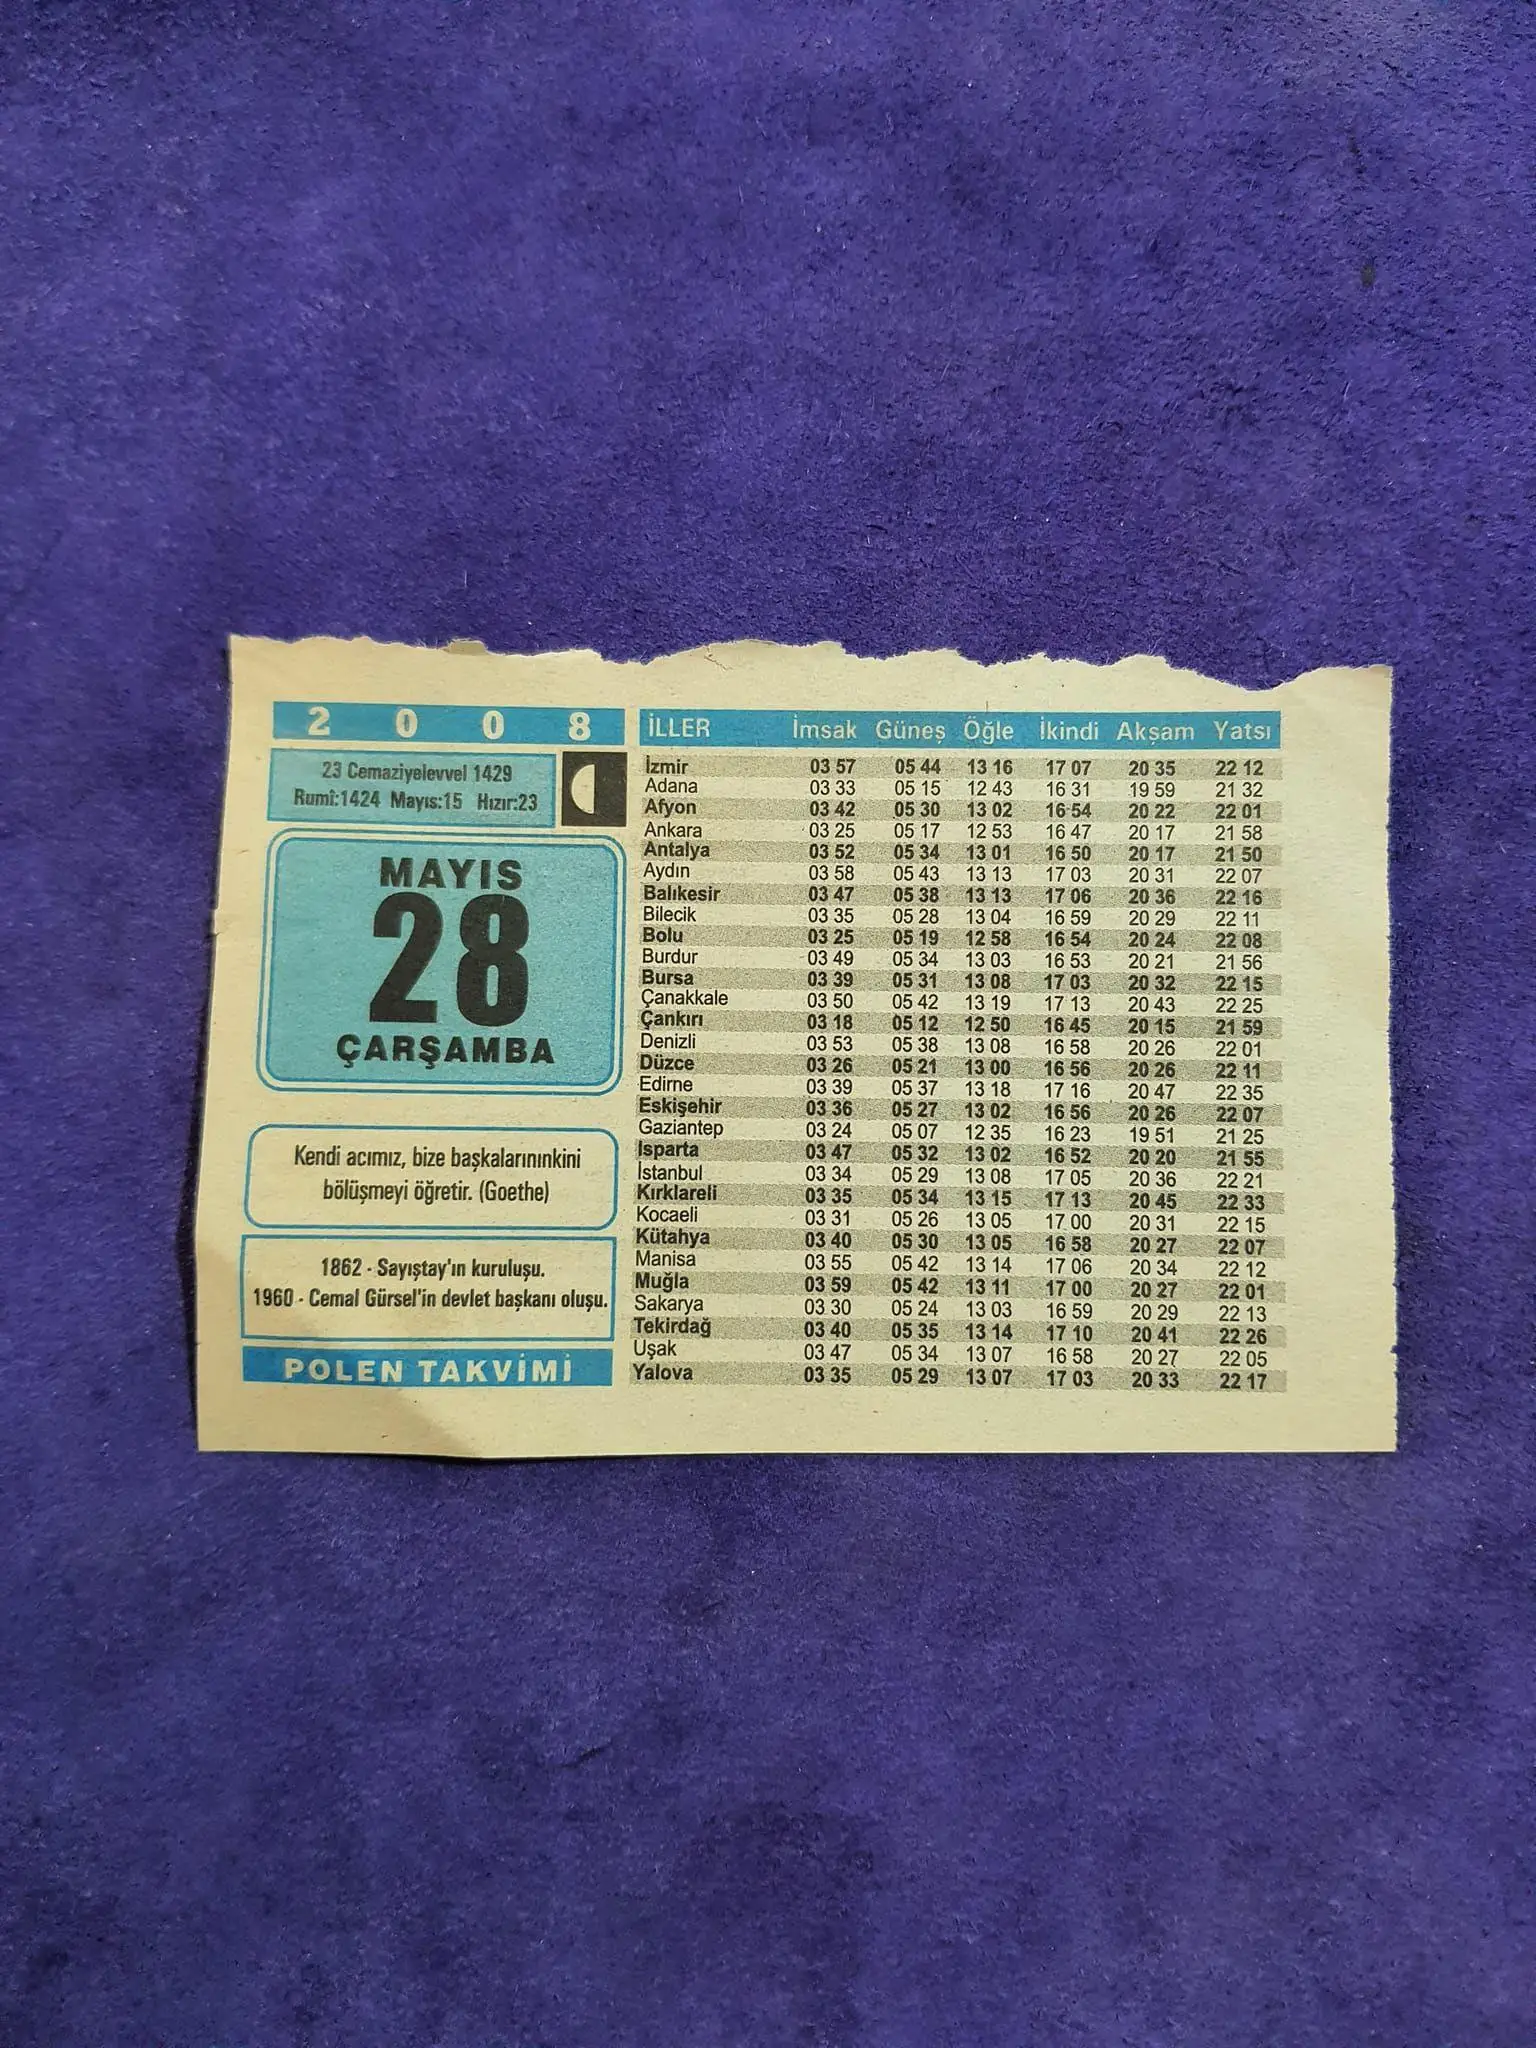 2 0 0 8
23 Cemaziyelevvel 1429
Rumî:1424 Mayıs:15 Hızır:23
MAYIS
28
ÇARŞAMBA
Kendi acımız, bize başkalarınınkini
bölüşmeyi öğretir. (Goethe)
1862 - Sayıştay'ın kuruluşu.
1960 - Cemal Gürsel'in devlet başkanı oluşu.
POLEN TAKVİMİ
İLLER İmsak Güneş Öğle İkindi Akşam Yatsı
İzmir 03 57 05 44 13 16 17 07 20 35 22 12
Adana 03 33 05 15 12 43 16 31 19 59 21 32
Afyon 03 42 05 30 13 02 16 54 20 22 22 01
Ankara 03 25 05 17 12 53 16 47 20 17 21 58
Antalya 03 52 05 34 13 01 16 50 20 17 21 50
Aydın 03 58 05 43 13 13 17 03 20 31 22 07
Balıkesir 03 47 05 38 13 13 17 06 20 36 22 16
Bilecik 03 35 05 28 13 04 16 59 20 29 22 11
Bolu 03 25 05 19 12 58 16 54 20 24 22 08
Burdur 03 49 05 34 13 03 16 53 20 21 21 56
Bursa 03 39 05 31 13 08 17 03 20 32 22 15
Çanakkale 03 50 05 42 13 19 17 13 20 43 22 25
Çankırı 03 18 05 12 12 50 16 45 20 15 21 59
Denizli 03 53 05 38 13 08 16 58 20 26 22 01
Düzce 03 26 05 21 13 00 16 56 20 26 22 11
Edirne 03 39 05 37 13 18 17 16 20 47 22 35
Eskişehir 03 36 05 27 13 02 16 56 20 26 22 07
Gaziantep 03 24 05 07 12 35 16 23 19 51 21 25
Isparta 03 47 05 32 13 02 16 52 20 20 21 55
İstanbul 03 34 05 29 13 08 17 05 20 36 22 21
Kırklareli 03 35 05 34 13 15 17 13 20 45 22 33
Kocaeli 03 31 05 26 13 05 17 00 20 31 22 15
Kütahya 03 40 05 30 13 05 16 58 20 27 22 07
Manisa 03 55 05 42 13 14 17 06 20 34 22 12
Muğla 03 59 05 42 13 11 17 00 20 27 22 01
Sakarya 03 30 05 24 13 03 16 59 20 29 22 13
Tekirdağ 03 40 05 35 13 14 17 10 20 41 22 26
Uşak 03 47 05 34 13 07 16 58 20 27 22 05
Yalova 03 35 05 29 13 07 17 03 20 33 22 17